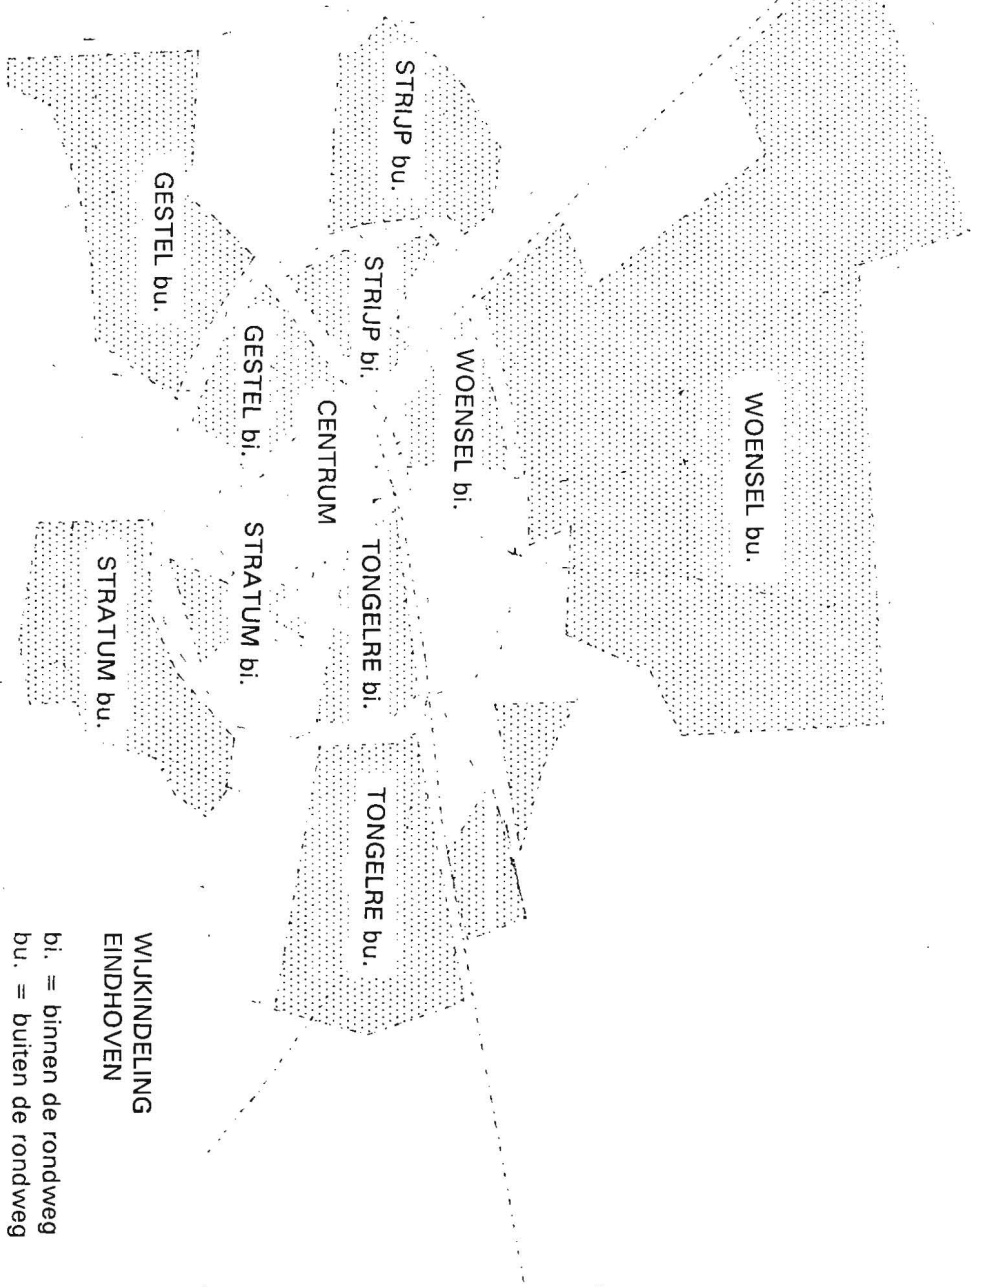 WOENSEL bu.
STRIJP bu.
STRIJP bi.
WOENSEL bi.
GESTEL bu.
GESTEL bi.
CENTRUM
TONGELRE bi.
TONGELRE bu.
STRATUM bi.
STRATUM bu.
WIJKINDELING
EINDHOVEN
bi. = binnen de rondweg
bu. = buiten de rondweg